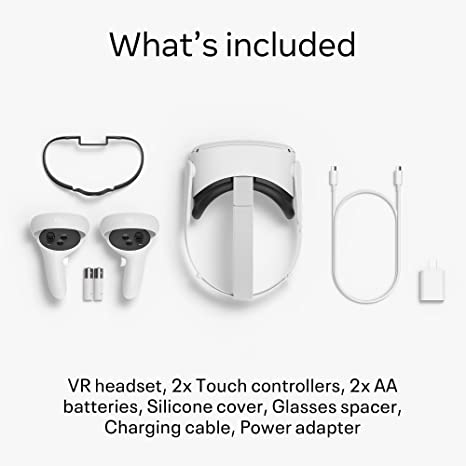 What's included
VR headset, 2x Touch controllers, 2x AA
batteries, Silicone cover, Glasses spacer,
Charging cable, Power adapter